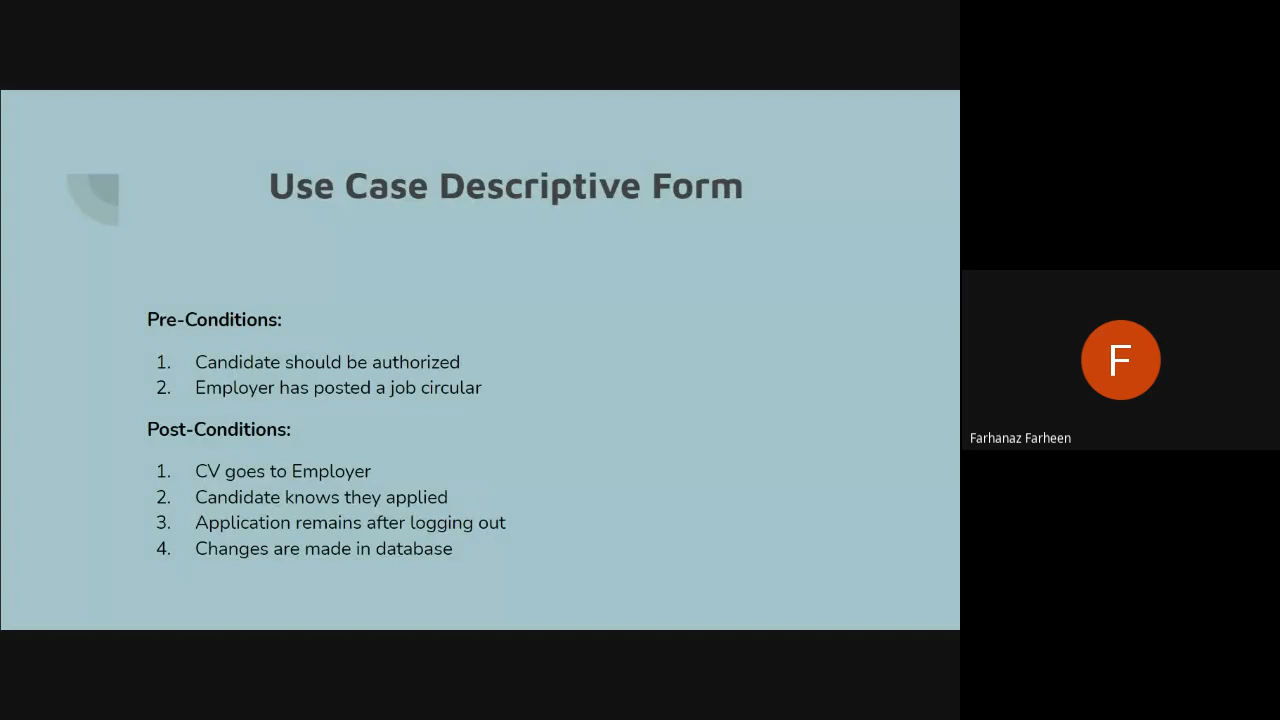 Use Case Descriptive Form
Pre-Conditions:
1. Candidate should be authorized
2. Employer has posted a job circular
Post-Conditions:
1. CV goes to Employer
2. Candidate knows they applied
3. Application remains after logging out
4. Changes are made in database
F
Farhanaz Farheen